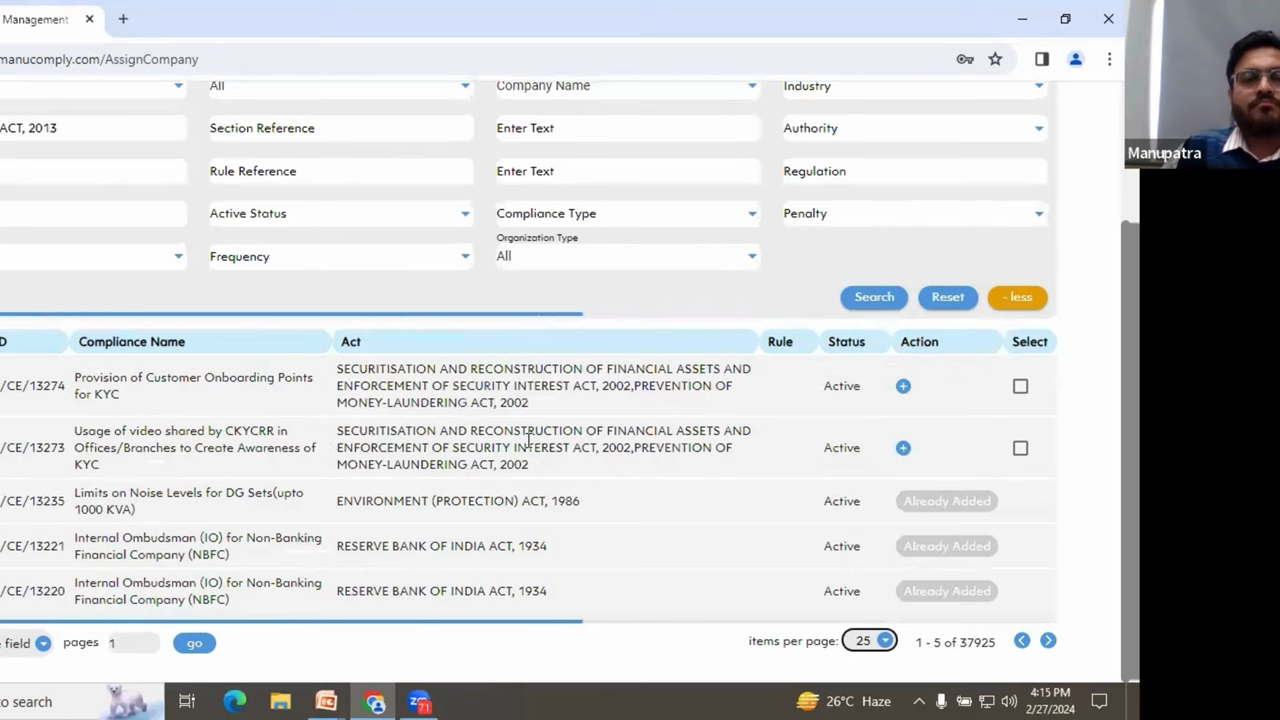 Management
manucomply.com/AssignCompany
All
Company Name
Industry
ACT, 2013
Section Reference
Enter Text
Authority
Rule Reference
Enter Text
Regulation
Active Status
Compliance Type
Penalty
Frequency
Organization Type
All
Search
Reset
- less
D
Compliance Name
Act
Rule
Status
Action
Select
/CE/13274
Provision of Customer Onboarding Points
for KYC
SECURITISATION AND RECONSTRUCTION OF FINANCIAL ASSETS AND
ENFORCEMENT OF SECURITY INTEREST ACT, 2002,PREVENTION OF
MONEY-LAUNDERING ACT, 2002
Active
/CE/13273
Usage of video shared by CKYCRR in
Offices/Branches to Create Awareness of
KYC
SECURITISATION AND RECONSTRUCTION OF FINANCIAL ASSETS AND
ENFORCEMENT OF SECURITY INTEREST ACT, 2002,PREVENTION OF
MONEY-LAUNDERING ACT, 2002
Active
/CE/13235
Limits on Noise Levels for DG Sets(upto
1000 KVA)
ENVIRONMENT (PROTECTION) ACT, 1986
Active
Already Added
/CE/13221
Internal Ombudsman (IO) for Non-Banking
Financial Company (NBFC)
RESERVE BANK OF INDIA ACT, 1934
Active
Already Added
/CE/13220
Internal Ombudsman (IO) for Non-Banking
Financial Company (NBFC)
RESERVE BANK OF INDIA ACT, 1934
Active
Already Added
field
pages
1
go
items per page:
25
1 - 5 of 37925
to search
71
26°C Haze
4:15 PM
2/27/2024
Manupatra